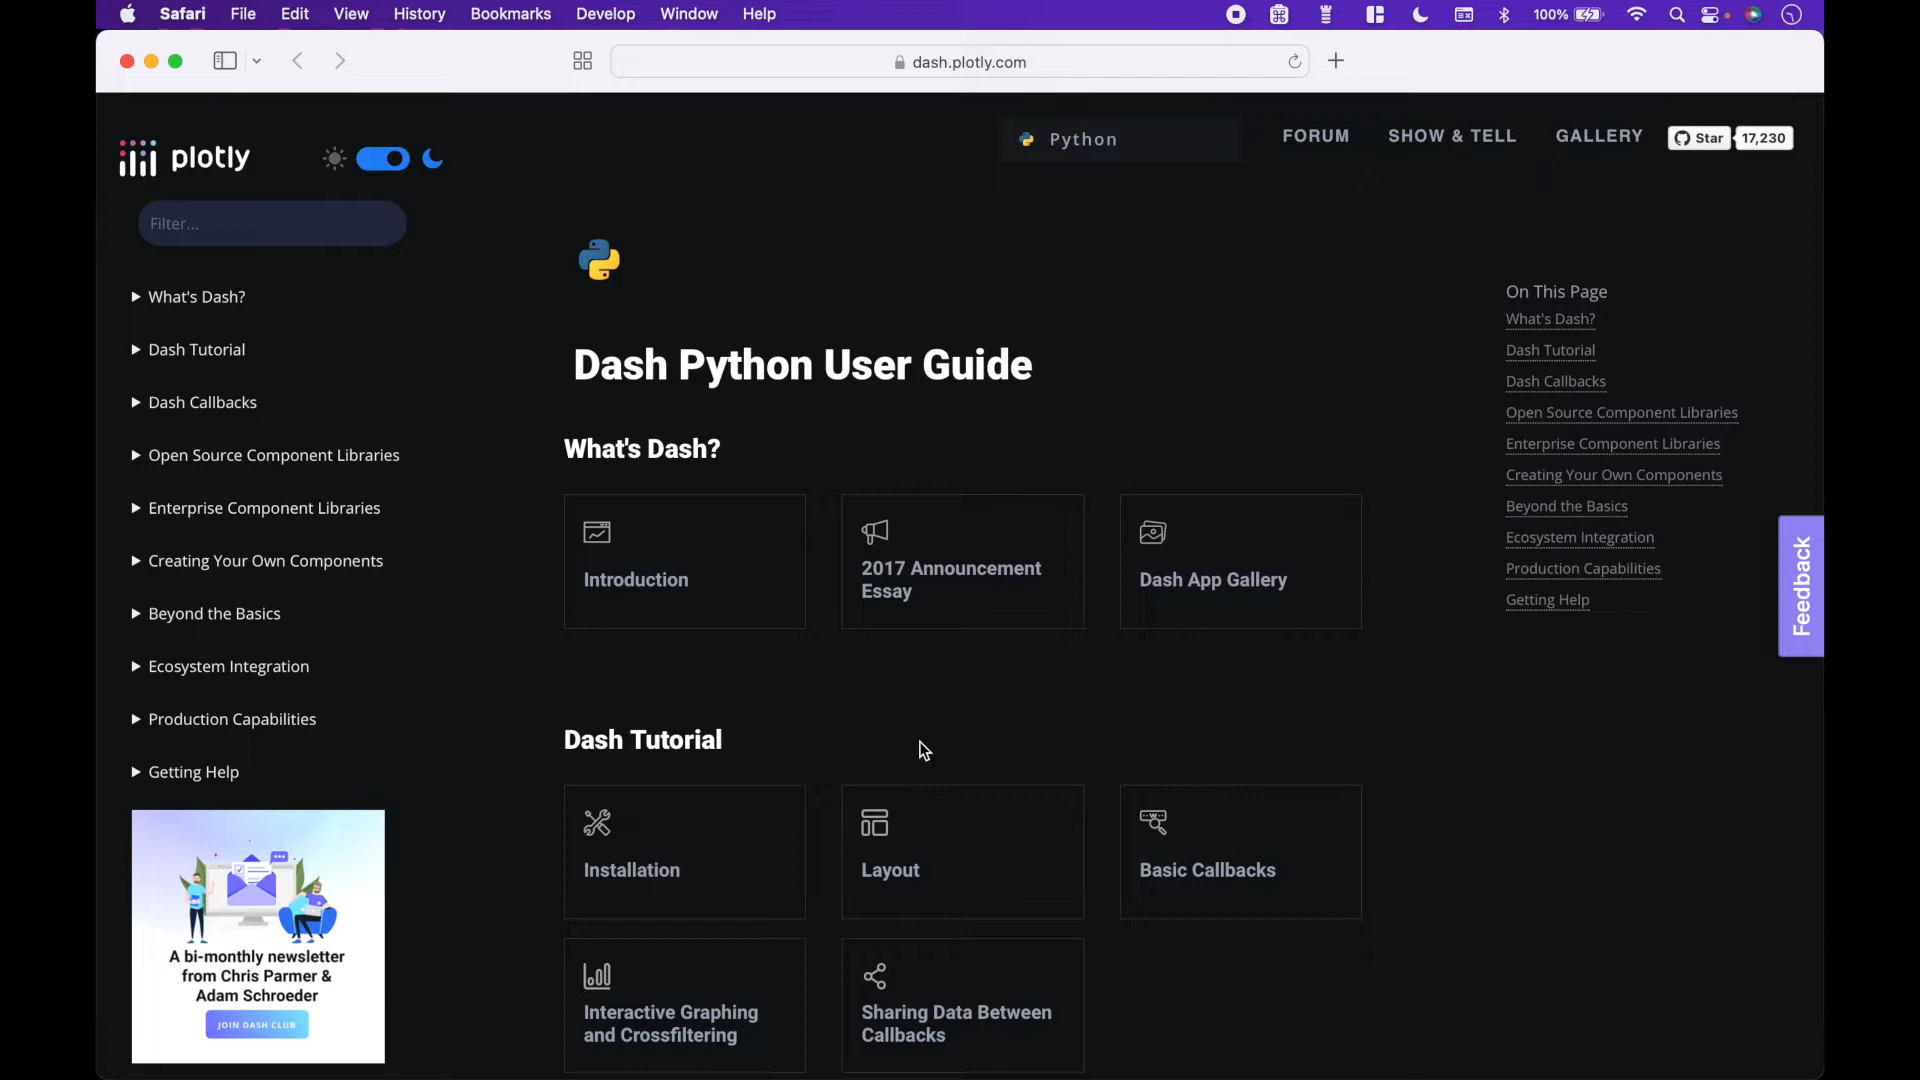 Safari File Edit View History Bookmarks Develop Window Help 100%
dash.plotly.com
plotly
Python
FORUM SHOW & TELL GALLERY Star 17,230
Filter...
What's Dash?
Dash Tutorial
Dash Callbacks
Open Source Component Libraries
Enterprise Component Libraries
Creating Your Own Components
Beyond the Basics
Ecosystem Integration
Production Capabilities
Getting Help
A bi-monthly newsletter
from Chris Parmer &
Adam Schroeder
JOIN DASH CLUB
Dash Python User Guide
What's Dash?
Introduction
2017 Announcement
Essay
Dash App Gallery
Dash Tutorial
Installation
Layout
Basic Callbacks
Interactive Graphing
and Crossfiltering
Sharing Data Between
Callbacks
On This Page
What's Dash?
Dash Tutorial
Dash Callbacks
Open Source Component Libraries
Enterprise Component Libraries
Creating Your Own Components
Beyond the Basics
Ecosystem Integration
Production Capabilities
Getting Help
Feedback